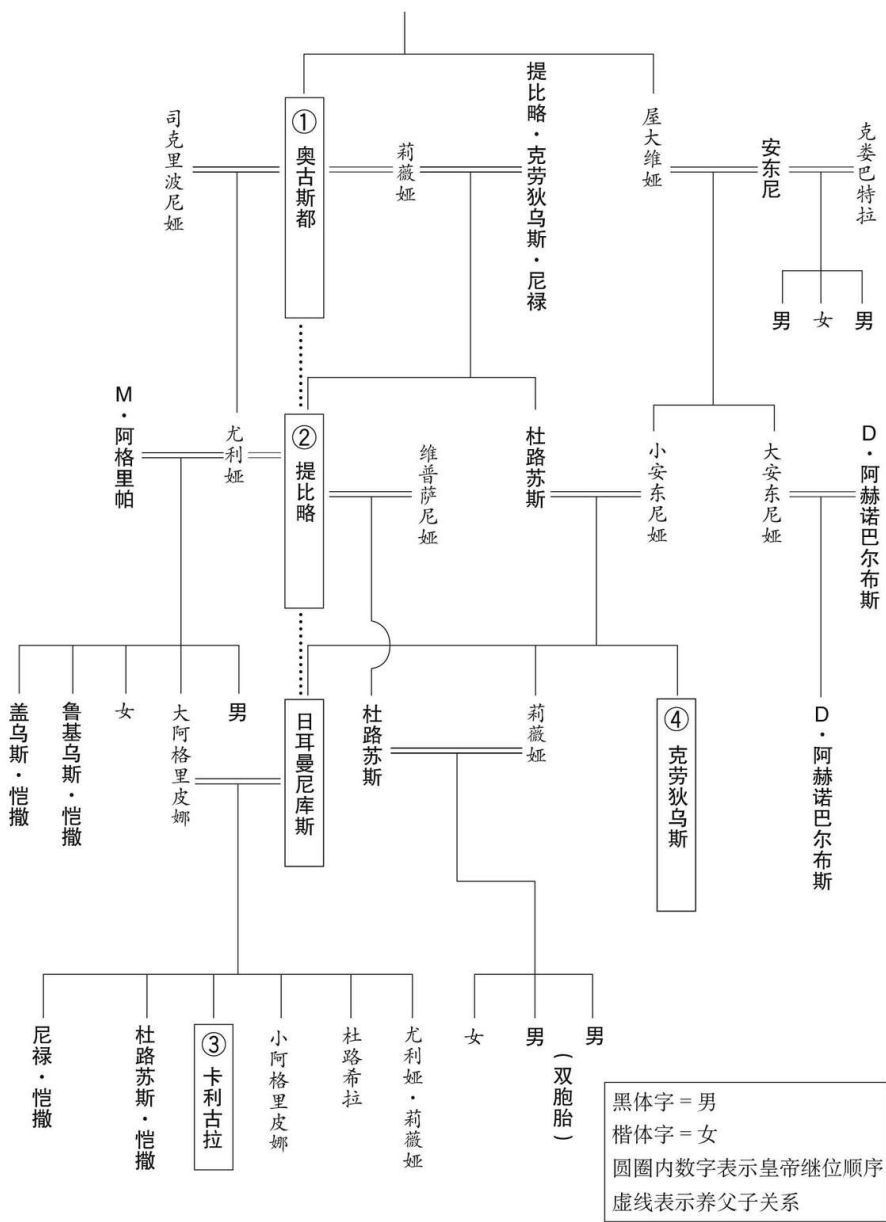 司克里波尼娅
① 奥古斯都
莉薇娅
提比略·克劳狄乌斯·尼禄
屋大维娅
安东尼
克娄巴特拉
男
女
男
M·阿格里帕
尤利娅
② 提比略
维普萨尼娅
杜路苏斯
小安东尼娅
大安东尼娅
D·阿赫诺巴尔布斯
盖乌斯·恺撒
鲁基乌斯·恺撒
女
大阿格里皮娜
男
日耳曼尼库斯
杜路苏斯
莉薇娅
④ 克劳狄乌斯
D·阿赫诺巴尔布斯
尼禄·恺撒
杜路苏斯·恺撒
③ 卡利古拉
小阿格里皮娜
杜路希拉
尤利娅·莉薇娅
女
男
男
(双胞胎)
黑体字 = 男
楷体字 = 女
圆圈内数字表示皇帝继位顺序
虚线表示养父子关系